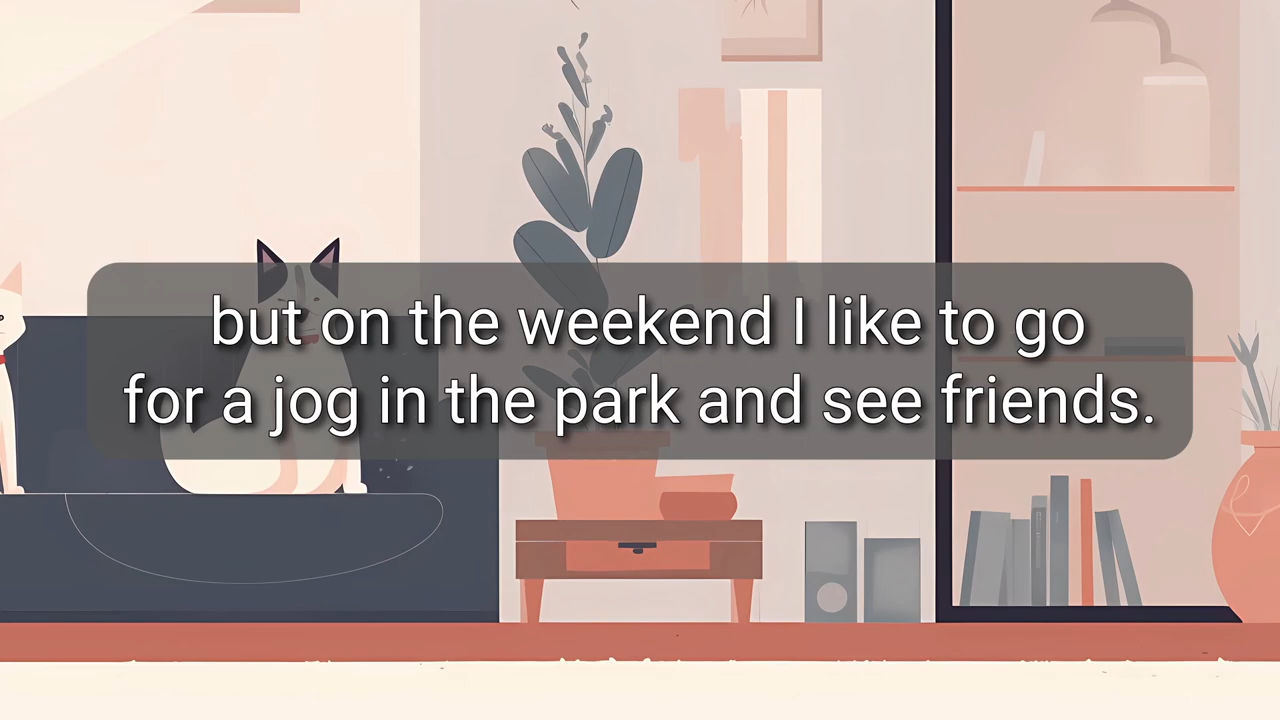 but on the weekend I like to go
for a jog in the park and see friends.